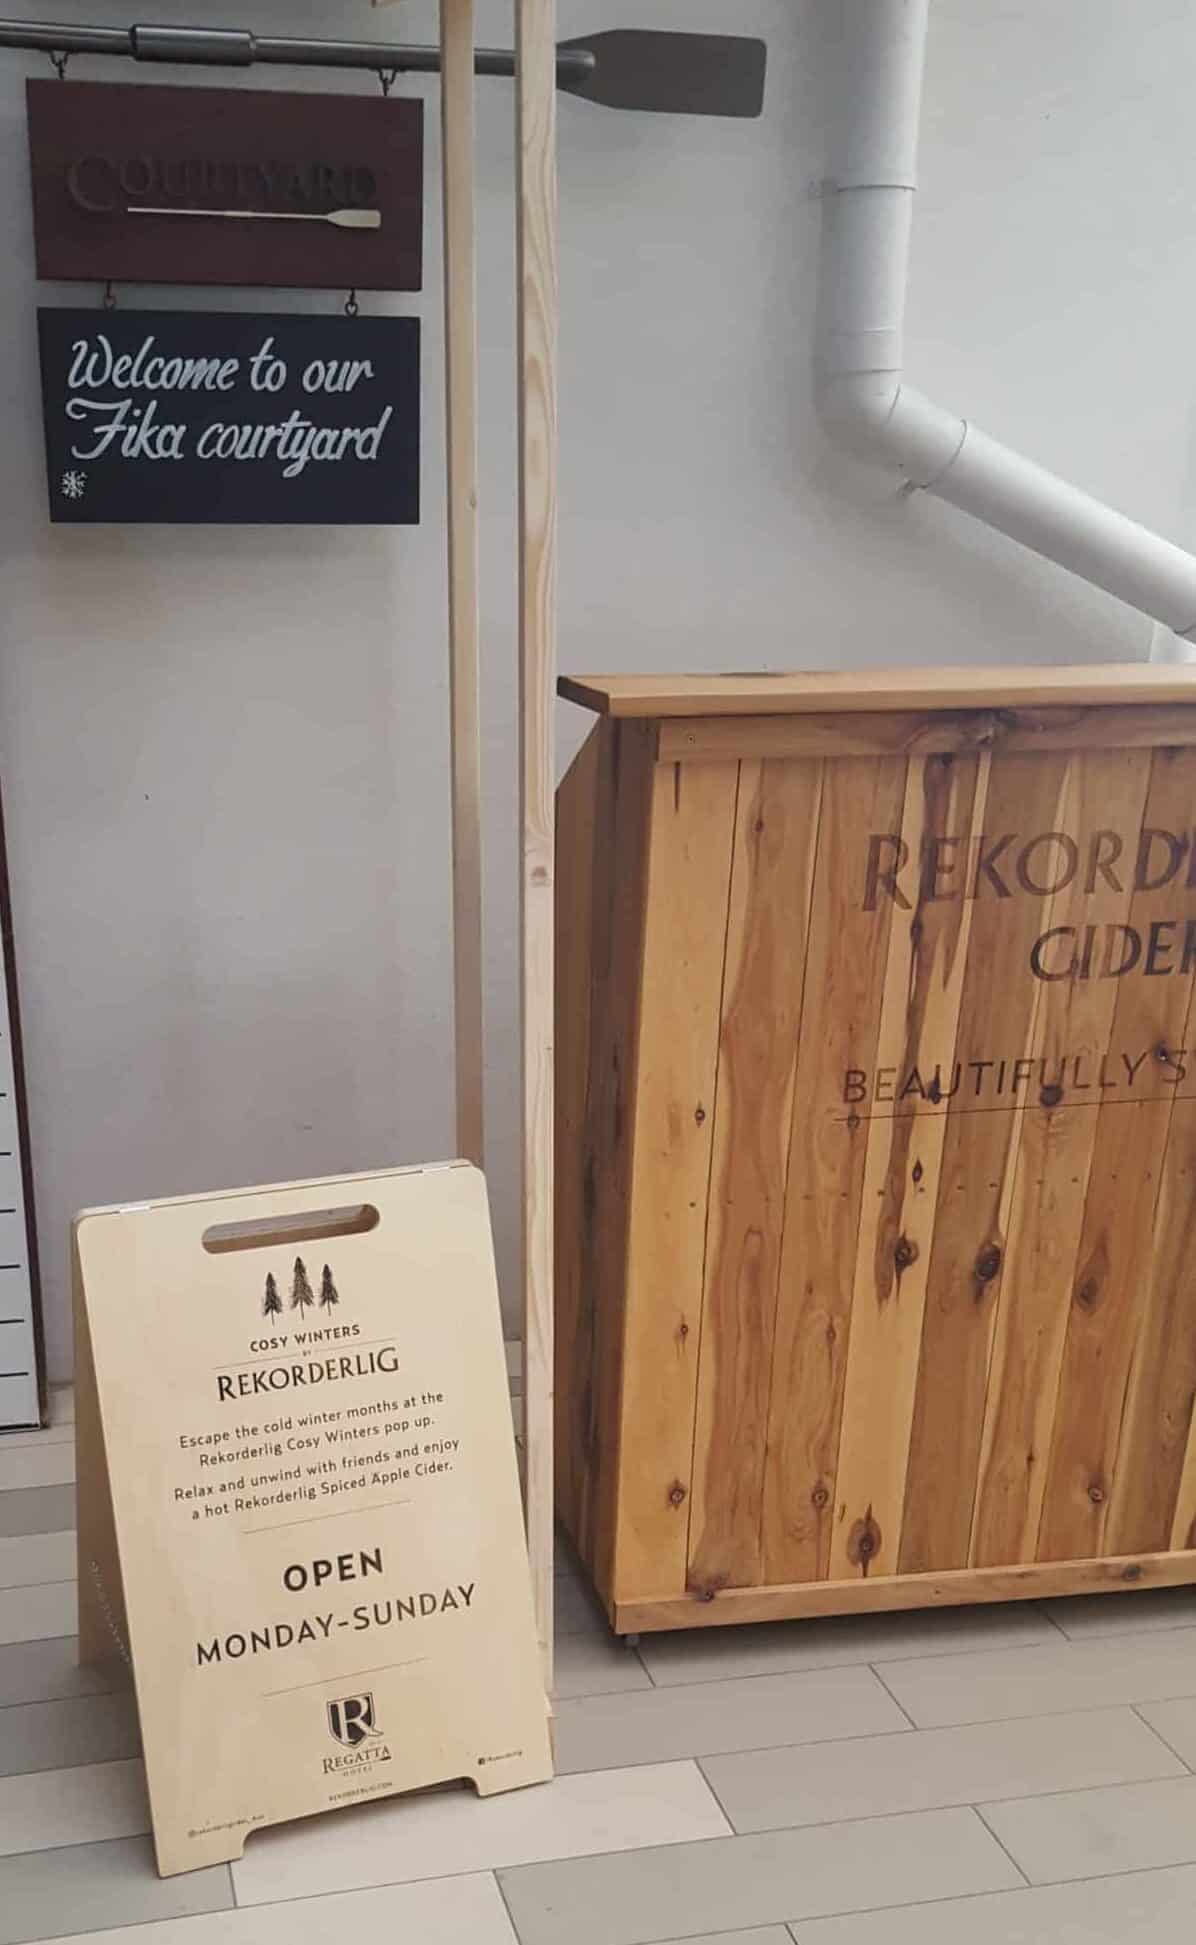 COURTYARD
Welcome to our
Fika courtyard
REKORD
CIDER
BEAUTIFULLY S
COSY WINTERS
BY
REKORDERLIG
Escape the cold winter months at the
Rekorderlig Cosy Winters pop up.
Relax and unwind with friends and enjoy
a hot Rekorderlig Spiced Apple Cider.
OPEN
MONDAY-SUNDAY
R
REGATTA
HOTEL
REKORDERLIG.COM